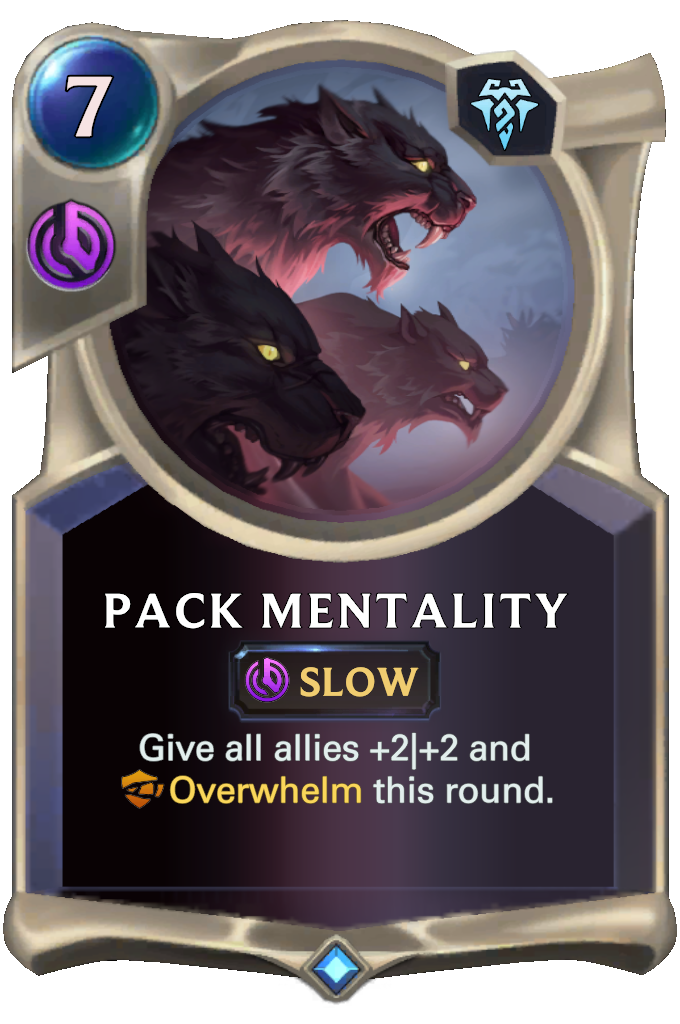 7
PACK MENTALITY
SLOW
Give all allies +2|+2 and
Overwhelm this round.